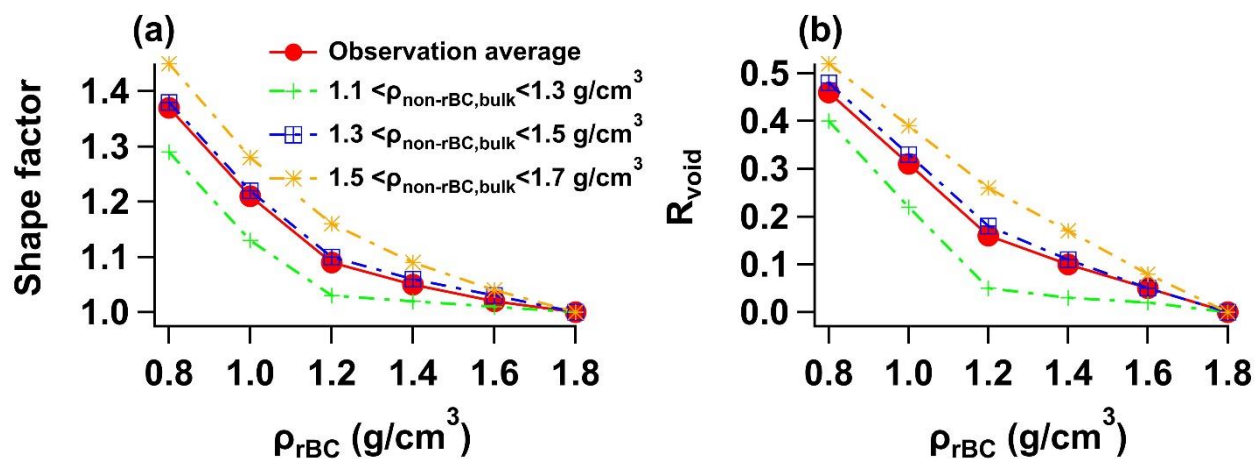 (a)
Observation average
1.1 <ρnon-rBC,bulk<1.3 g/cm3
1.3 <ρnon-rBC,bulk<1.5 g/cm3
1.5 <ρnon-rBC,bulk<1.7 g/cm3
Shape factor
1.4
1.3
1.2
1.1
1.0
0.8 1.0 1.2 1.4 1.6 1.8
ρrBC (g/cm3)
(b)
Rvoid
0.5
0.4
0.3
0.2
0.1
0.0
0.8 1.0 1.2 1.4 1.6 1.8
ρrBC (g/cm3)